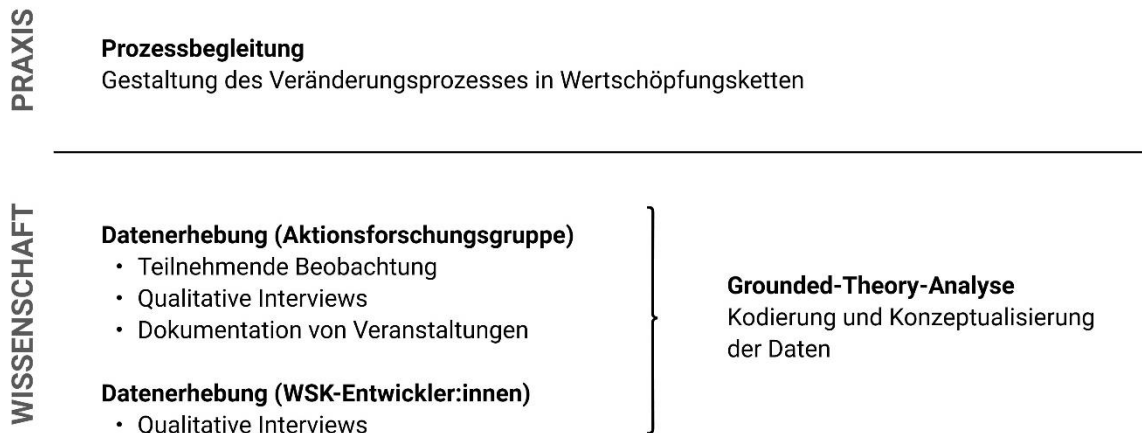 PRAXIS
Prozessbegleitung
Gestaltung des Veränderungsprozesses in Wertschöpfungsketten
WISSENSCHAFT
Datenerhebung (Aktionsforschungsgruppe)
• Teilnehmende Beobachtung
• Qualitative Interviews
• Dokumentation von Veranstaltungen
Datenerhebung (WSK-Entwickler:innen)
• Qualitative Interviews
Grounded-Theory-Analyse
Kodierung und Konzeptualisierung
der Daten